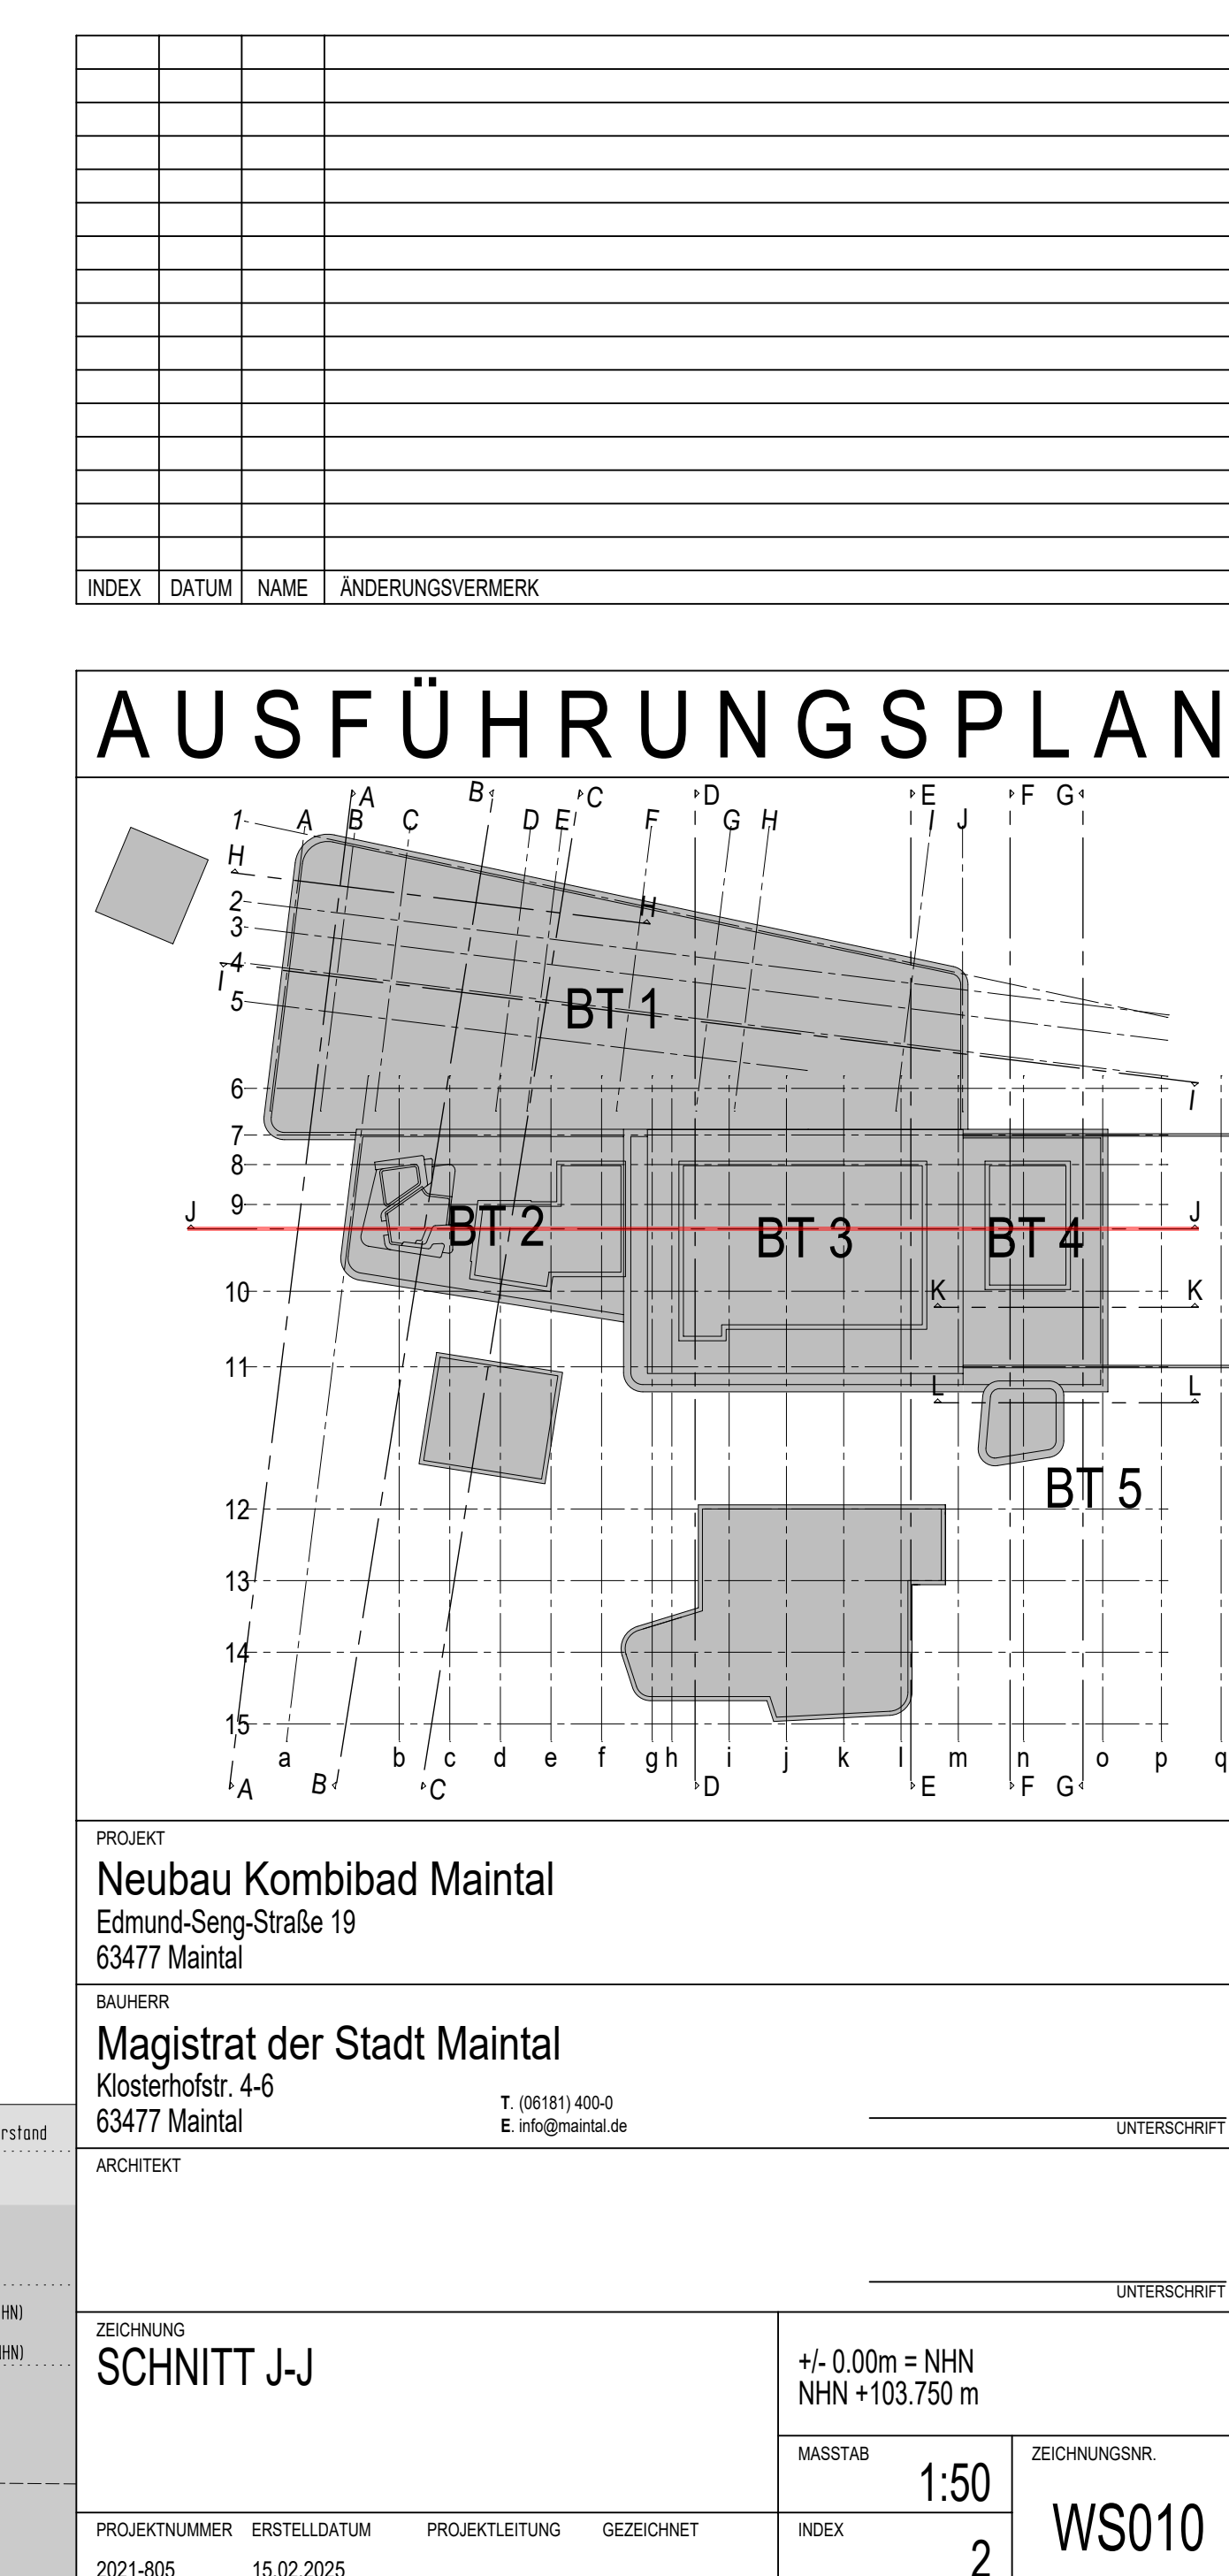 INDEX DATUM NAME ÄNDERUNGSVERMERK
AUSFÜHRUNGSPLAN
A B C D E F G
1 A B C D E F G H I J
H
H
2
3
4
I
5
BT 1
6
I
7
8
9
J J
BT 2 BT 3 BT 4
10 K K
11
L L
BT 5
12
13
14
15
a b c d e f g h i j k l m n o p q
A B C D E F G
PROJEKT
Neubau Kombibad Maintal
Edmund-Seng-Straße 19
63477 Maintal
BAUHERR
Magistrat der Stadt Maintal
Klosterhofstr. 4-6
T. (06181) 400-0
63477 Maintal
E. info@maintal.de
UNTERSCHRIFT
rstand
ARCHITEKT
UNTERSCHRIFT
HN)
ZEICHNUNG
SCHNITT J-J
+/- 0.00m = NHN
NHN +103.750 m
MASSTAB
1:50
ZEICHNUNGSNR.
WS010
PROJEKTNUMMER ERSTELLDATUM PROJEKTLEITUNG GEZEICHNET
INDEX
2
2021-805 15.02.2025